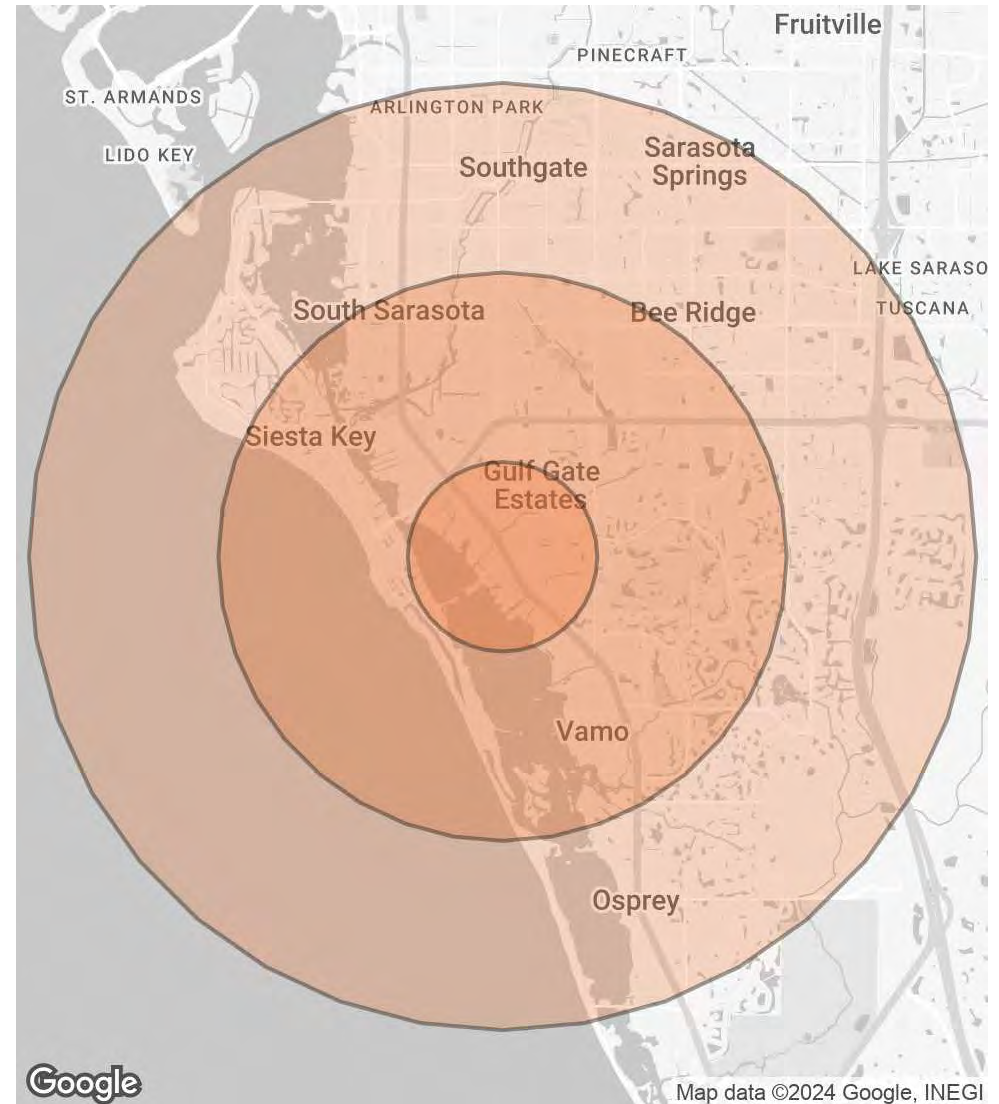 Fruitville
PINECRAFT
ST. ARMANDS
ARLINGTON PARK
LIDO KEY
Southgate
Sarasota
Springs
LAKE SARASO
TUSCANA
South Sarasota
Bee Ridge
Siesta Key
Gulf Gate
Estates
Vamo
Osprey
Google
Map data ©2024 Google, INEGI